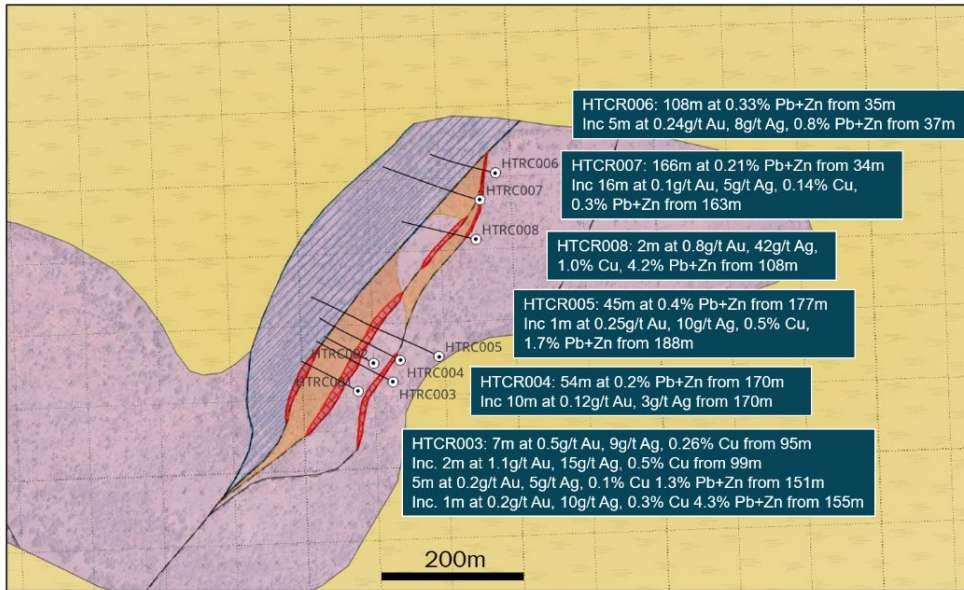 HTCR006: 108m at 0.33% Pb+Zn from 35m
Inc 5m at 0.24g/t Au, 8g/t Ag, 0.8% Pb+Zn from 37m
HTRC006
HTCR007: 166m at 0.21% Pb+Zn from 34m
Inc 16m at 0.1g/t Au, 5g/t Ag, 0.14% Cu,
0.3% Pb+Zn from 163m
HTRC007
HTRC008
HTCR008: 2m at 0.8g/t Au, 42g/t Ag,
1.0% Cu, 4.2% Pb+Zn from 108m
HTCR005: 45m at 0.4% Pb+Zn from 177m
Inc 1m at 0.25g/t Au, 10g/t Ag, 0.5% Cu,
1.7% Pb+Zn from 188m
HTRC005
HTRC002
HTRC004
HTCR004: 54m at 0.2% Pb+Zn from 170m
Inc 10m at 0.12g/t Au, 3g/t Ag from 170m
HTRC001
HTRC003
HTCR003: 7m at 0.5g/t Au, 9g/t Ag, 0.26% Cu from 95m
Inc. 2m at 1.1g/t Au, 15g/t Ag, 0.5% Cu from 99m
5m at 0.2g/t Au, 5g/t Ag, 0.1% Cu 1.3% Pb+Zn from 151m
Inc. 1m at 0.2g/t Au, 10g/t Ag, 0.3% Cu 4.3% Pb+Zn from 155m
200m